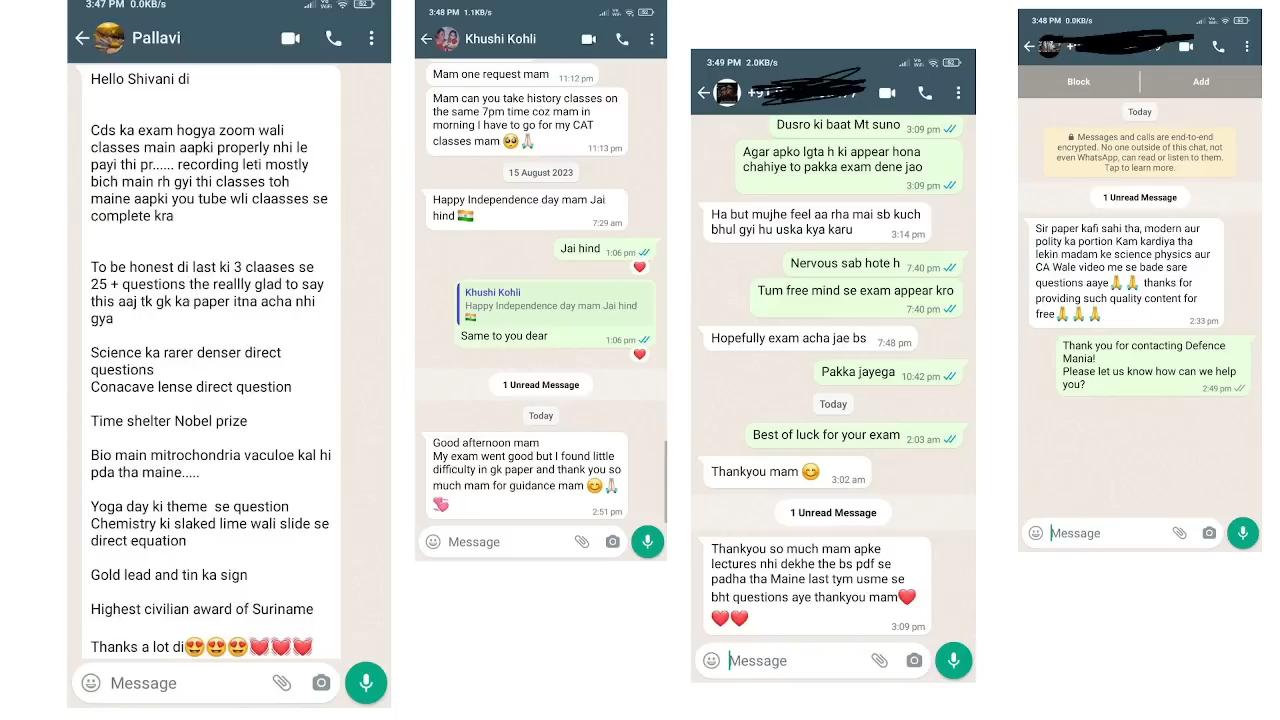 3:47 PM 0.0KB/s
Pallavi
Hello Shivani di
Cds ka exam hogya zoom wali
classes main aapki properly nhi le
payi thi pr...... recording leti mostly
bich main rh gyi thi classes toh
maine aapki you tube wli claasses se
complete kra
To be honest di last ki 3 claases se
25 + questions the reallly glad to say
this aaj tk gk ka paper itna acha nhi
gya
Science ka rarer denser direct
questions
Conacave lense direct question
Time shelter Nobel prize
Bio main mitrochondria vaculoe kal hi
pda tha maine.....
Yoga day ki theme se question
Chemistry ki slaked lime wali slide se
direct equation
Gold lead and tin ka sign
Highest civilian award of Suriname
Thanks a lot di😍😍😍💓💓💓
Message
3:48 PM 1.1KB/s
Khushi Kohli
Mam one request mam
11:12 pm
Mam can you take history classes on
the same 7pm time coz mam in
morning I have to go for my CAT
classes mam 🥺🙏🏻
11:13 pm
15 August 2023
Happy Independence day mam Jai
hind 🇮🇳
7:29 am
Jai hind 1:06 pm
❤️
Khushi Kohli
Happy Independence day mam Jai hind
🇮🇳
Same to you dear 1:06 pm
❤️
1 Unread Message
Today
Good afternoon mam
My exam went good but I found little
difficulty in gk paper and thank you so
much mam for guidance mam 😊🙏🏻
💞
2:51 pm
Message
3:49 PM 2.0KB/s
Dusro ki baat Mt suno 3:09 pm
Agar apko lgta h ki appear hona
chahiye to pakka exam dene jao
3:09 pm
Ha but mujhe feel aa rha mai sb kuch
bhul gyi hu uska kya karu 3:14 pm
Nervous sab hote h 7:40 pm
Tum free mind se exam appear kro
7:40 pm
Hopefully exam acha jae bs 7:48 pm
Pakka jayega 10:42 pm
Today
Best of luck for your exam 2:03 am
Thankyou mam 😊 3:02 am
1 Unread Message
Thankyou so much mam apke
lectures nhi dekhe the bs pdf se
padha tha Maine last tym usme se
bht questions aye thankyou mam❤️
❤️❤️
3:09 pm
Message
3:48 PM 0.0KB/s
Block
Add
Today
🔒 Messages and calls are end-to-end
encrypted. No one outside of this chat, not
even WhatsApp, can read or listen to them.
Tap to learn more.
1 Unread Message
Sir paper kafi sahi tha, modern aur
polity ka portion Kam kardiya tha
lekin madam ke science physics aur
CA Wale video me se bade sare
questions aaye🙏🙏 thanks for
providing such quality content for
free🙏🙏🙏
2:33 pm
Thank you for contacting Defence
Mania!
Please let us know how can we help
you?
2:49 pm
Message